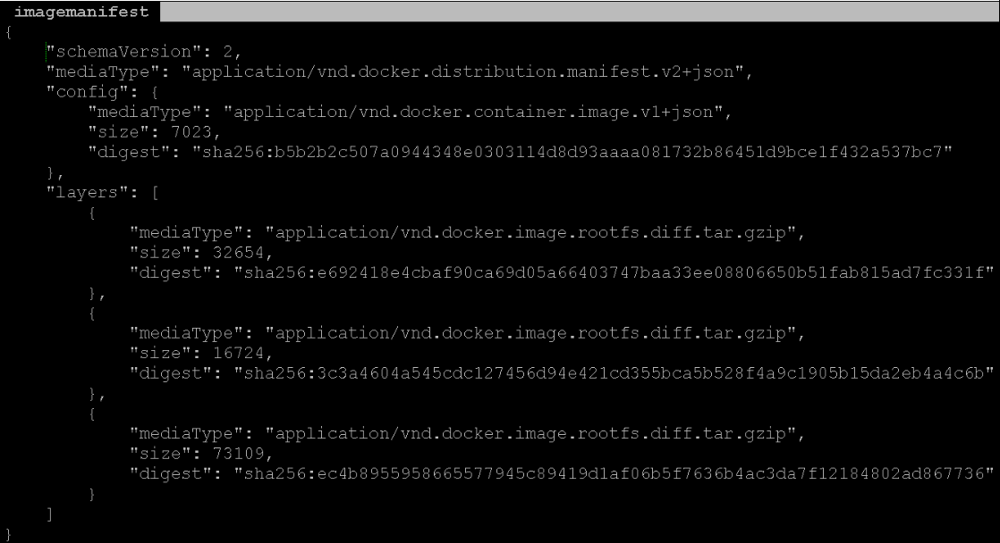 imagemanifest
{
    "schemaVersion": 2,
    "mediaType": "application/vnd.docker.distribution.manifest.v2+json",
    "config": {
        "mediaType": "application/vnd.docker.container.image.v1+json",
        "size": 7023,
        "digest": "sha256:b5b2b2c507a0944348e0303114d8d93aaaa081732b86451d9bce1f432a537bc7"
    },
    "layers": [
        {
            "mediaType": "application/vnd.docker.image.rootfs.diff.tar.gzip",
            "size": 32654,
            "digest": "sha256:e692418e4cbaf90ca69d05a66403747baa33ee08806650b51fab815ad7fc331f"
        },
        {
            "mediaType": "application/vnd.docker.image.rootfs.diff.tar.gzip",
            "size": 16724,
            "digest": "sha256:3c3a4604a545cdc127456d94e421cd355bca5b528f4a9c1905b15da2eb4a4c6b"
        },
        {
            "mediaType": "application/vnd.docker.image.rootfs.diff.tar.gzip",
            "size": 73109,
            "digest": "sha256:ec4b8955958665577945c89419d1af06b5f7636b4ac3da7f12184802ad867736"
        }
    ]
}